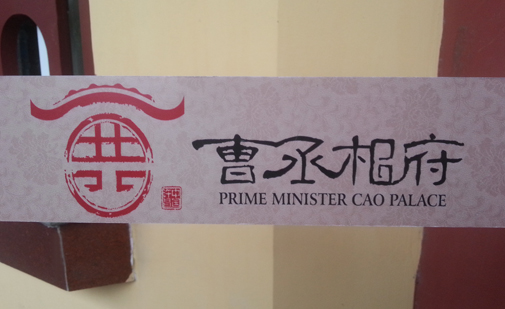 曹丞相府
PRIME MINISTER CAO PALACE